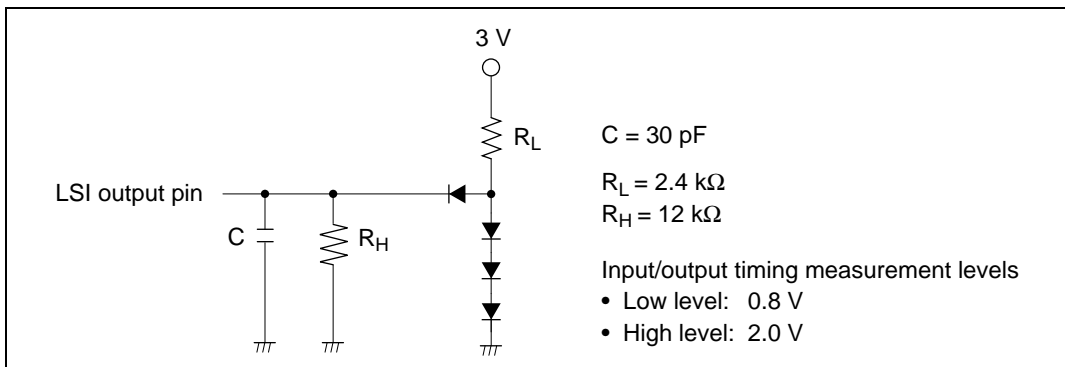 3 V
R_L
C = 30 pF
R_L = 2.4 kΩ
R_H = 12 kΩ
LSI output pin
C
R_H
Input/output timing measurement levels
• Low level: 0.8 V
• High level: 2.0 V